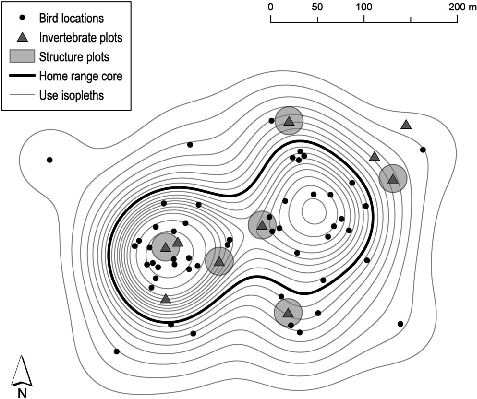 0 50 100 200 m
Bird locations
Invertebrate plots
Structure plots
Home range core
Use isopleths
N